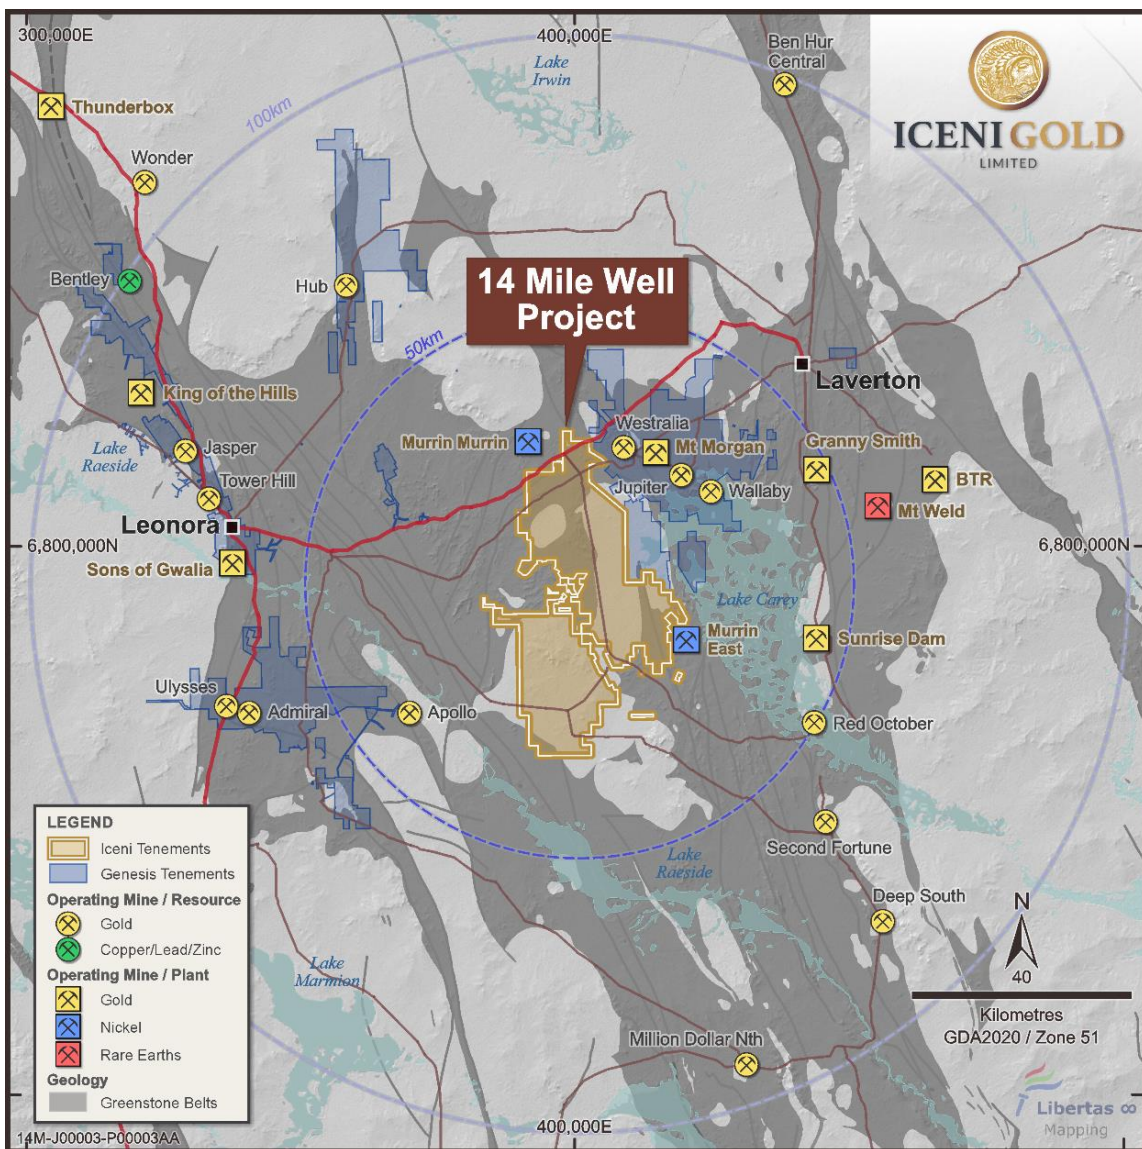 300,000E
400,000E
Ben Hur
Central
Lake
Irwin
ICENI GOLD
LIMITED
100km
Thunderbox
Wonder
Bentley
Hub
14 Mile Well
Project
50km
Laverton
King of the Hills
Lake
Raeside
Jasper
Tower Hill
Murrin Murrin
Westralia
Mt Morgan
Granny Smith
Jupiter
Wallaby
BTR
Mt Weld
Leonora
6,800,000N
6,800,000N
Sons of Gwalia
Lake Carey
Murrin
East
Sunrise Dam
Ulysses
Admiral
Apollo
Red October
Second Fortune
Lake
Raeside
Deep South
LEGEND
Iceni Tenements
Genesis Tenements
Operating Mine / Resource
Gold
Copper/Lead/Zinc
Operating Mine / Plant
Gold
Nickel
Rare Earths
Geology
Greenstone Belts
Lake
Marmion
N
40
Kilometres
GDA2020 / Zone 51
Million Dollar Nth
Libertas ∞
Mapping
14M-J00003-P00003AA
400,000E